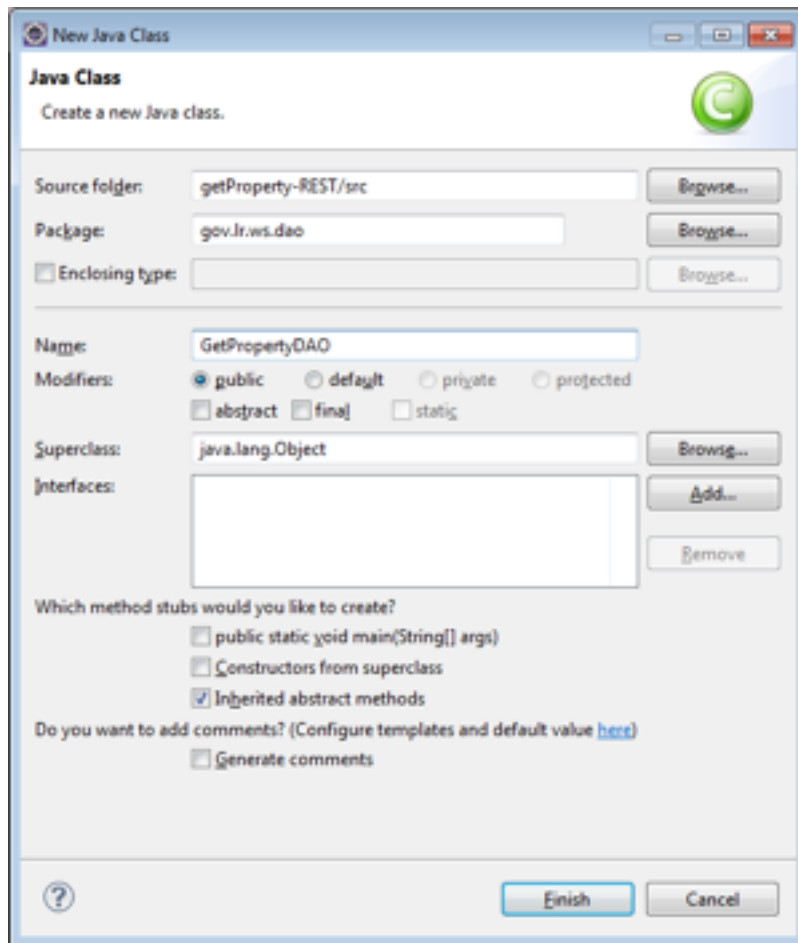 New Java Class
Java Class
Create a new Java class.
Source folder: getProperty-REST/src Browse...
Package: gov.lr.ws.dao Browse...
Enclosing type: Browse...
Name: GetPropertyDAO
Modifiers: public default private protected
abstract final static
Superclass: java.lang.Object Browse...
Interfaces: Add...
Remove
Which method stubs would you like to create?
public static void main(String[] args)
Constructors from superclass
Inherited abstract methods
Do you want to add comments? (Configure templates and default value here)
Generate comments
? Finish Cancel